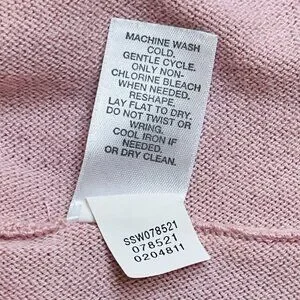 MACHINE WASH
COLD.
GENTLE CYCLE.
ONLY NON-
CHLORINE BLEACH
WHEN NEEDED.
RESHAPE.
LAY FLAT TO DRY.
DO NOT TWIST OR
WRING.
COOL IRON IF
NEEDED.
OR DRY CLEAN.
SSW078521
078521
0204811